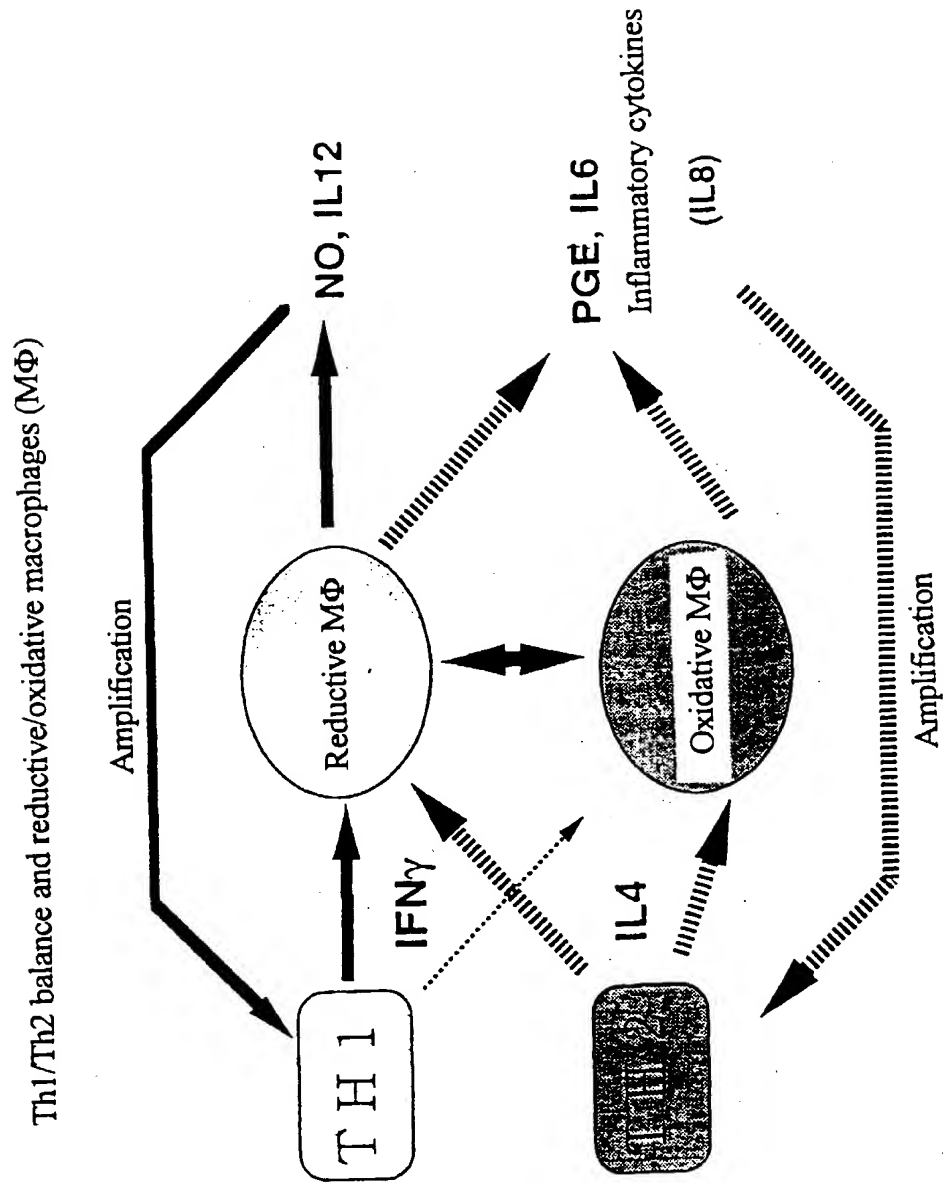 Th1/Th2 balance and reductive/oxidative macrophages (MΦ)
Amplification
TH1
IFNγ
Reductive MΦ
NO, IL12
TH2
IL4
Oxidative MΦ
PGE, IL6
Inflammatory cytokines
(IL8)
Amplification